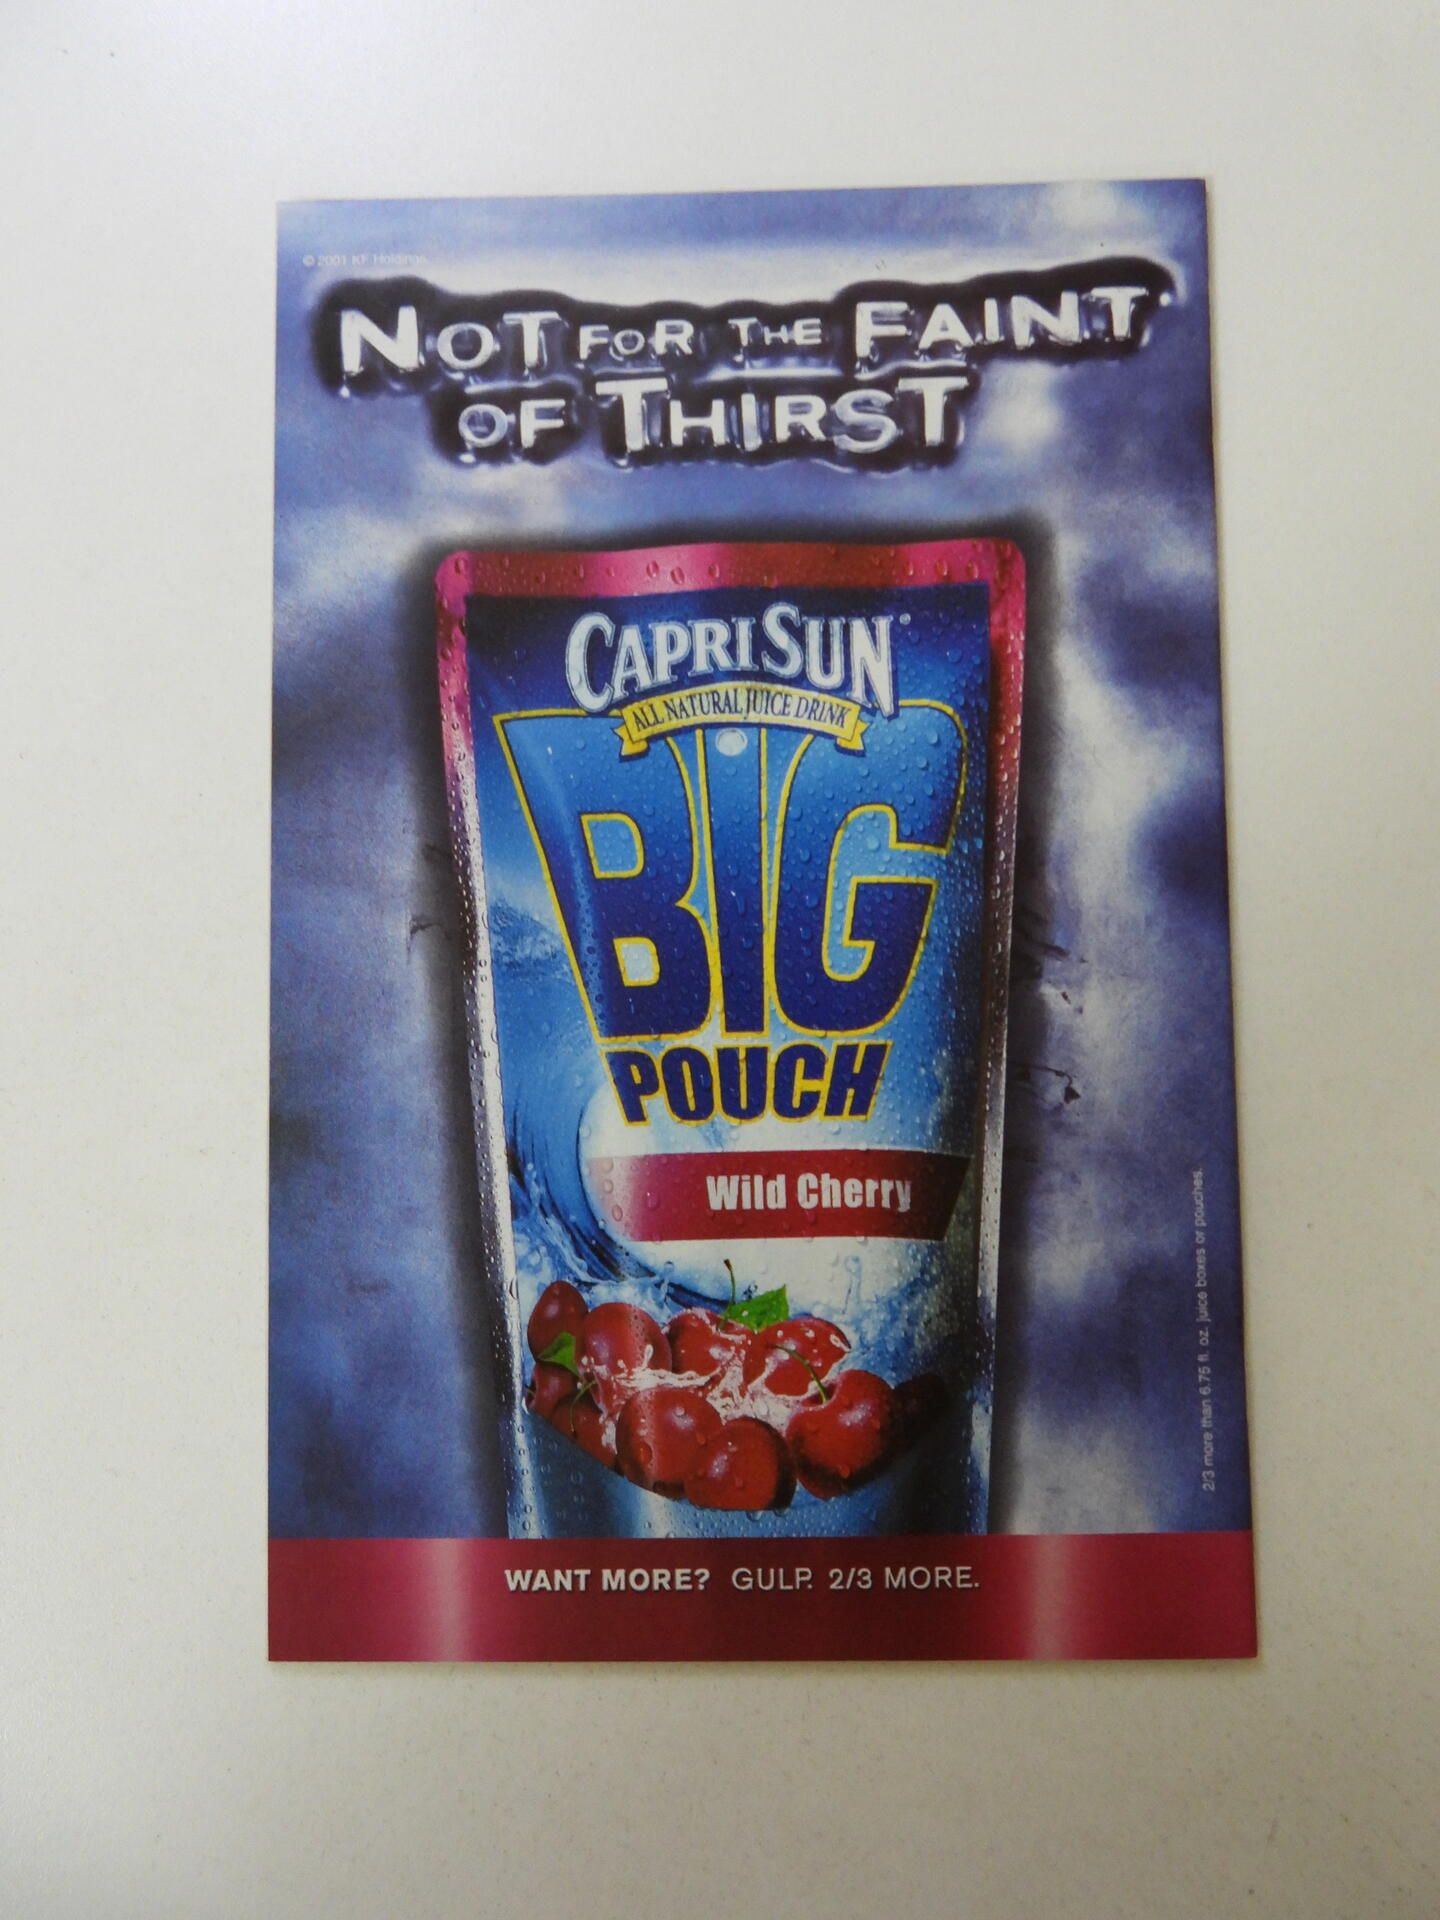 © 2001 KF Holdings.
NOT FOR THE FAINT
OF THIRST
CAPRI SUN
ALL NATURAL JUICE DRINK
BIG
POUCH
Wild Cherry
2/3 more than 6.75 fl. oz. juice boxes or pouches.
WANT MORE? GULP. 2/3 MORE.